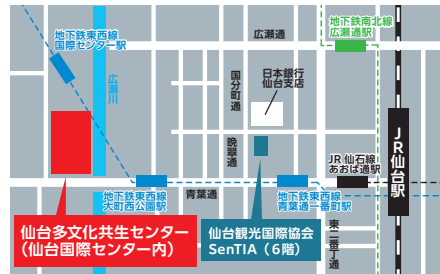 地下鉄東西線
国際センター駅
広瀬通
地下鉄南北線
広瀬通駅
広瀬川
国分町通
日本銀行
仙台支店
晩翠通
JR 仙石線
あおば通駅
JR仙台駅
地下鉄東西線
大町西公園駅
青葉通
地下鉄東西線
青葉通一番町駅
東二番丁通
仙台多文化共生センター
(仙台国際センター内)
仙台観光国際協会
SenTIA(6階)